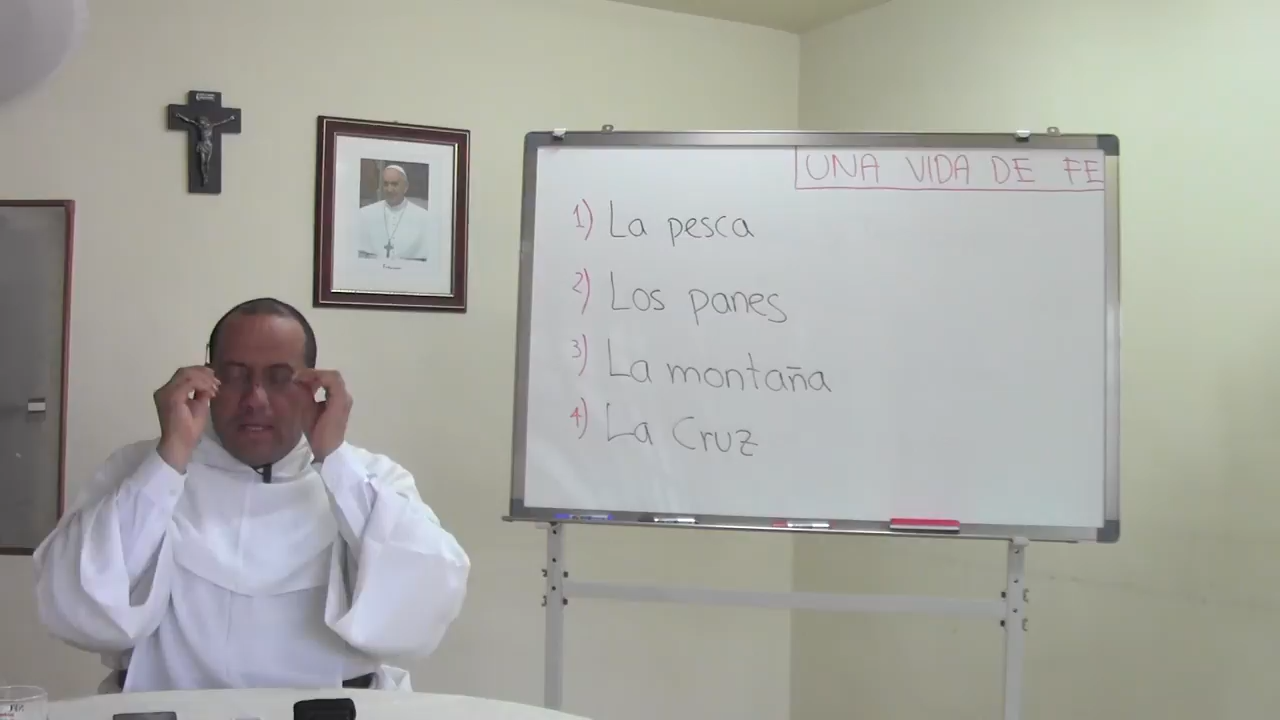 UNA VIDA DE FE
1) La pesca
2) Los panes
3) La montaña
4) La Cruz